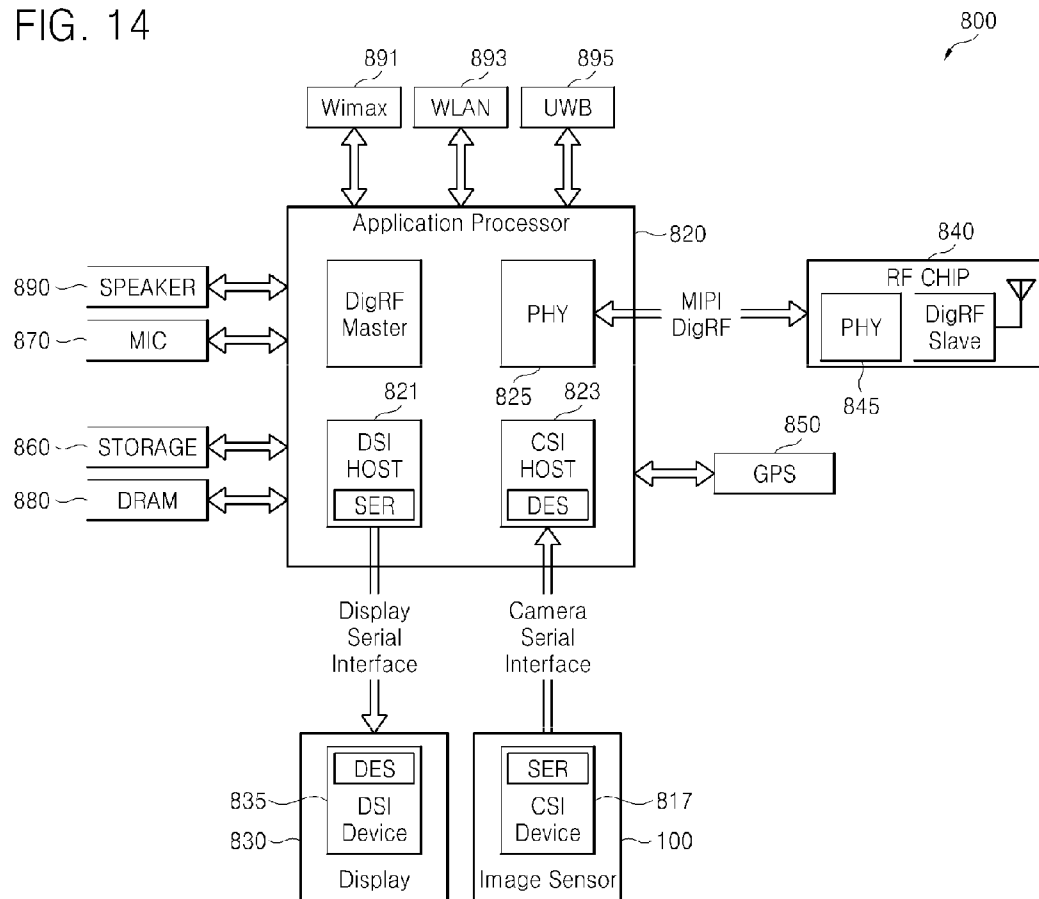 FIG. 14
800
891
893
895
Wimax
WLAN
UWB
Application Processor
820
840
890
SPEAKER
870
MIC
DigRF
Master
PHY
825
MIPI
DigRF
RF CHIP
PHY
DigRF
Slave
845
860
STORAGE
880
DRAM
821
DSI
HOST
SER
823
CSI
HOST
DES
850
GPS
Display
Serial
Interface
Camera
Serial
Interface
835
830
DES
DSI
Device
Display
SER
CSI
Device
Image Sensor
817
100